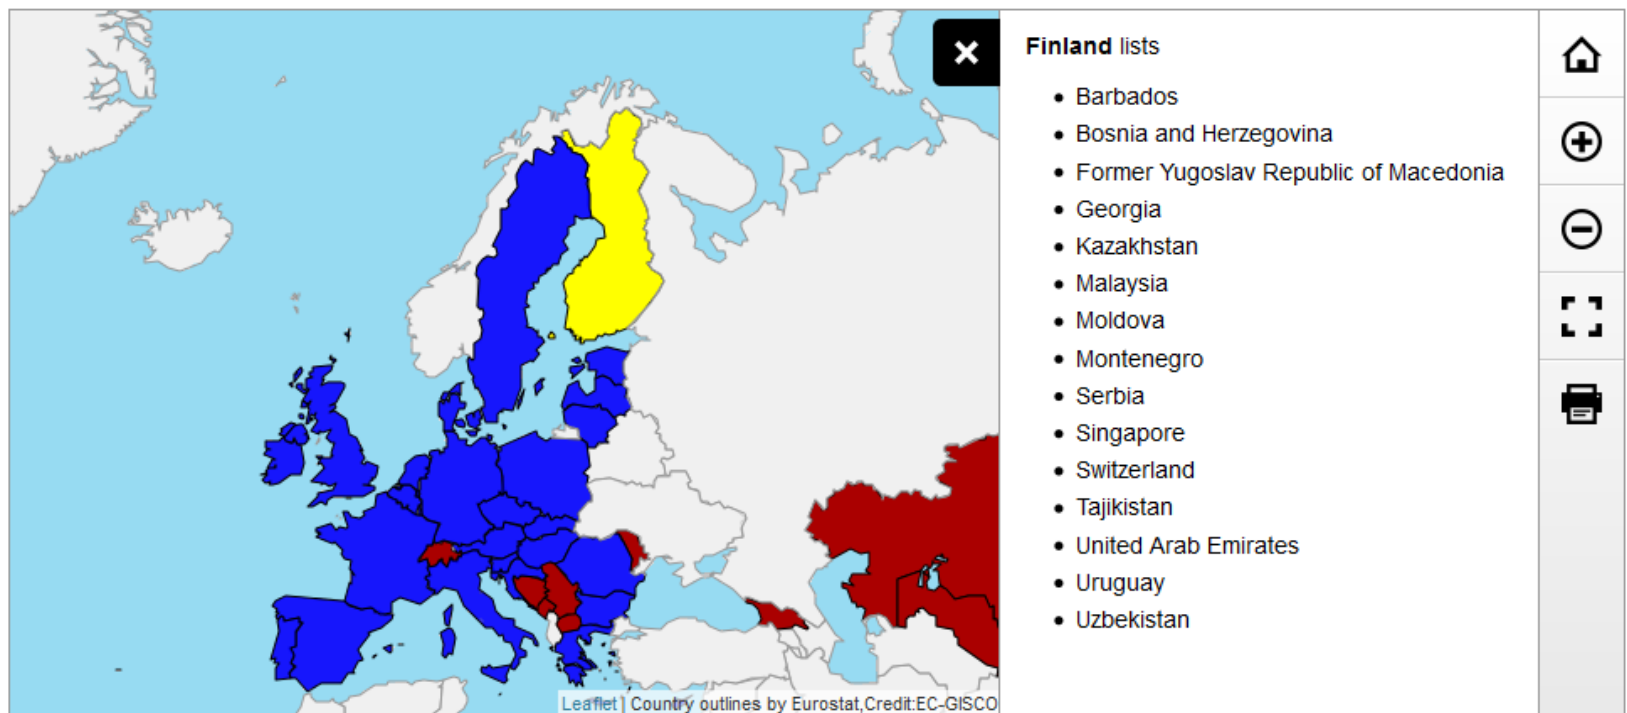 Finland lists
Barbados
Bosnia and Herzegovina
Former Yugoslav Republic of Macedonia
Georgia
Kazakhstan
Malaysia
Moldova
Montenegro
Serbia
Singapore
Switzerland
Tajikistan
United Arab Emirates
Uruguay
Uzbekistan
Leaflet | Country outlines by Eurostat,Credit:EC-GISCO